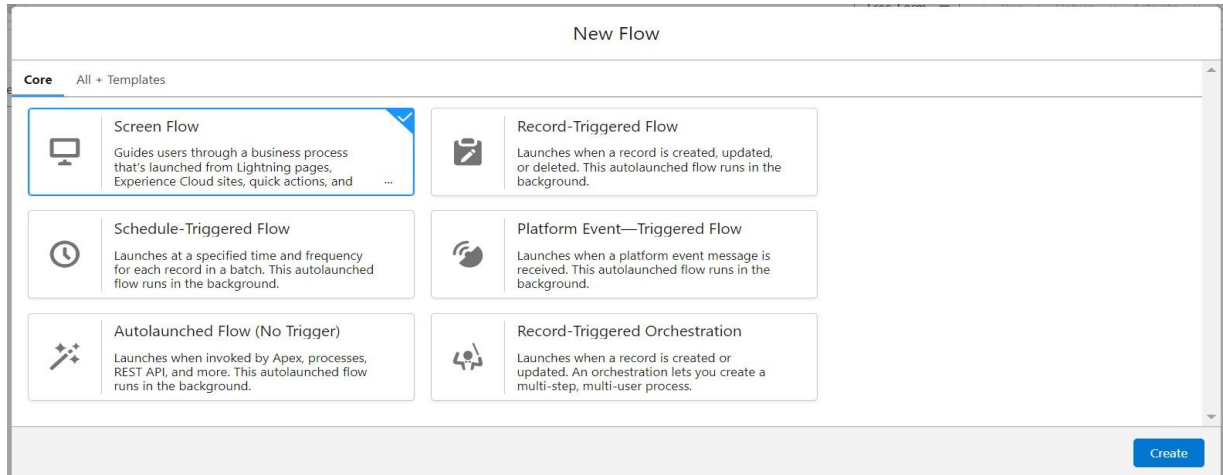 New Flow
Core All + Templates
Screen Flow
Guides users through a business process
that's launched from Lightning pages,
Experience Cloud sites, quick actions, and ...
Record-Triggered Flow
Launches when a record is created, updated,
or deleted. This autolaunched flow runs in the
background.
Schedule-Triggered Flow
Launches at a specified time and frequency
for each record in a batch. This autolaunched
flow runs in the background.
Platform Event—Triggered Flow
Launches when a platform event message is
received. This autolaunched flow runs in the
background.
Autolaunched Flow (No Trigger)
Launches when invoked by Apex, processes,
REST API, and more. This autolaunched flow
runs in the background.
Record-Triggered Orchestration
Launches when a record is created or
updated. An orchestration lets you create a
multi-step, multi-user process.
Create